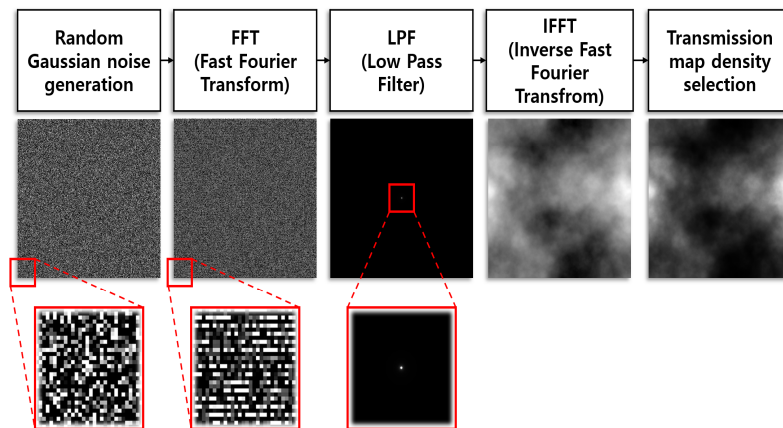 Random
Gaussian noise
generation
FFT
(Fast Fourier
Transform)
LPF
(Low Pass
Filter)
IFFT
(Inverse Fast
Fourier
Transfrom)
Transmission
map density
selection